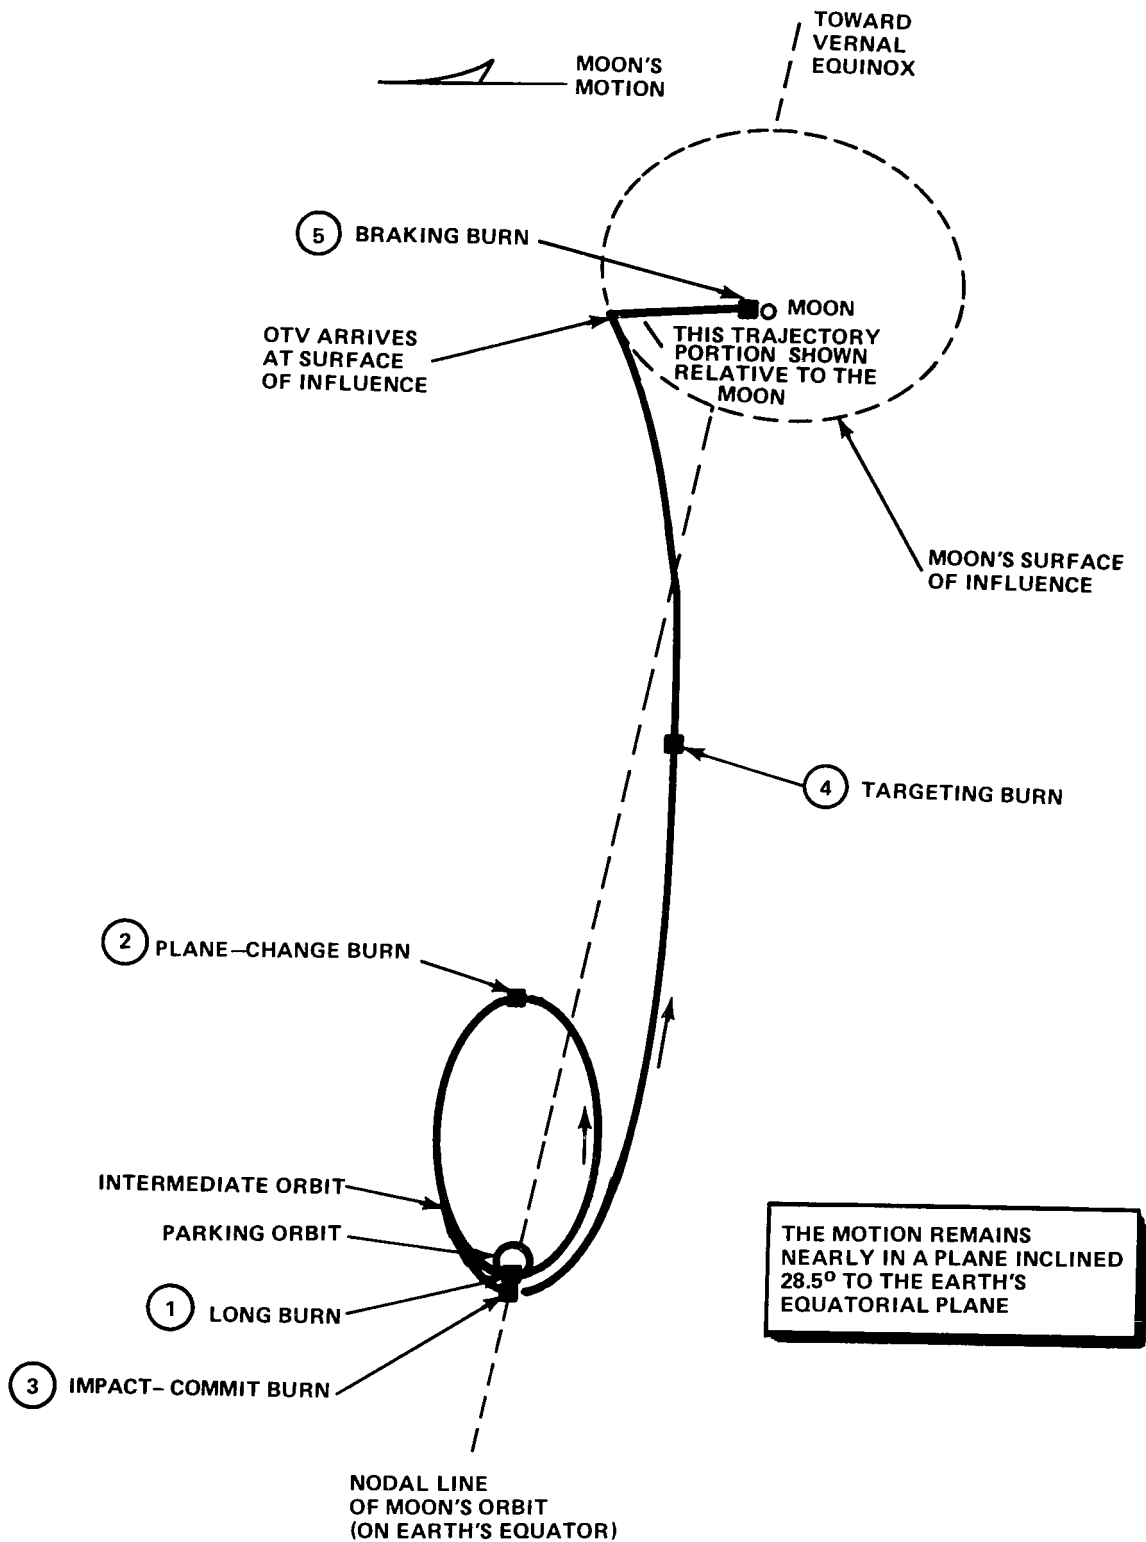 TOWARD
VERNAL
EQUINOX
MOON'S
MOTION
5 BRAKING BURN
MOON
OTV ARRIVES
AT SURFACE
OF INFLUENCE
THIS TRAJECTORY
PORTION SHOWN
RELATIVE TO THE
MOON
MOON'S SURFACE
OF INFLUENCE
4 TARGETING BURN
2 PLANE-CHANGE BURN
INTERMEDIATE ORBIT
PARKING ORBIT
1 LONG BURN
3 IMPACT-COMMIT BURN
THE MOTION REMAINS
NEARLY IN A PLANE INCLINED
28.5º TO THE EARTH'S
EQUATORIAL PLANE
NODAL LINE
OF MOON'S ORBIT
(ON EARTH'S EQUATOR)